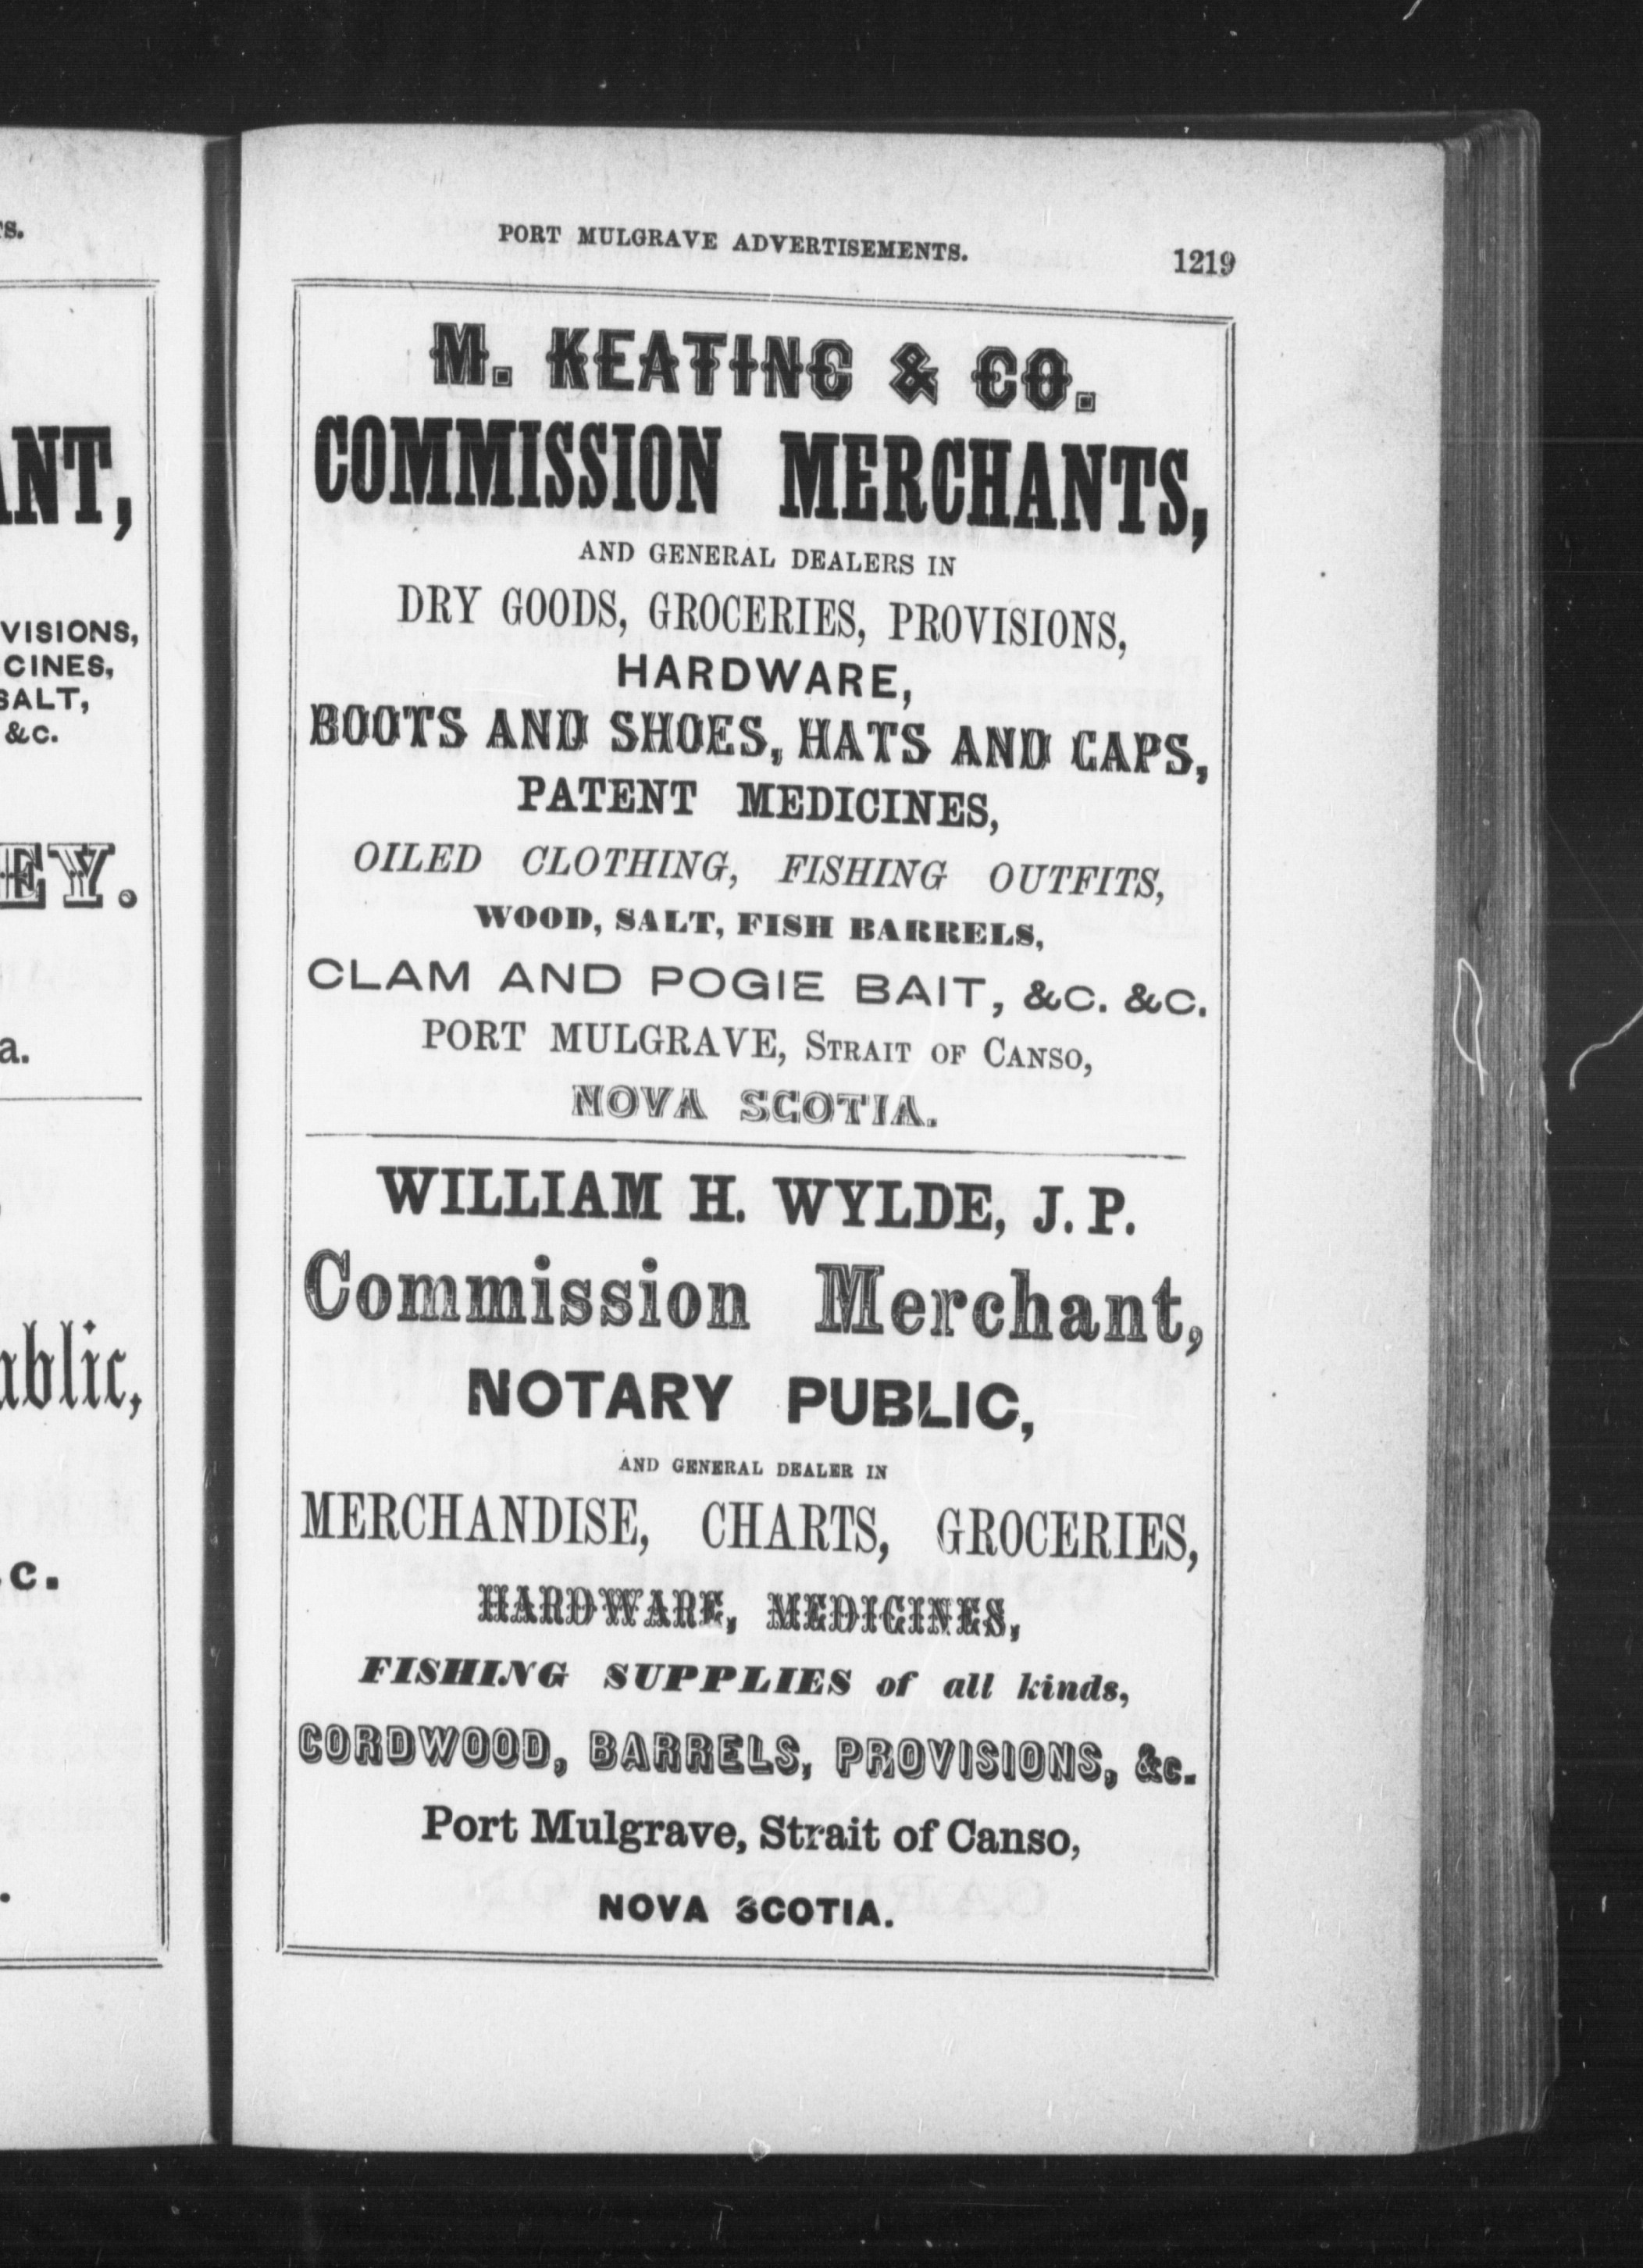 PORT MULGRAVE ADVERTISEMENTS. 1219
M. KEATING & CO.
COMMISSION MERCHANTS,
AND GENERAL DEALERS IN
DRY GOODS, GROCERIES, PROVISIONS,
HARDWARE,
BOOTS AND SHOES, HATS AND CAPS,
PATENT MEDICINES,
OILED CLOTHING, FISHING OUTFITS,
WOOD, SALT, FISH BARRELS,
CLAM AND POGIE BAIT, &C. &C.
PORT MULGRAVE, STRAIT OF CANSO,
NOVA SCOTIA.
WILLIAM H. WYLDE, J. P.
Commission Merchant,
NOTARY PUBLIC,
AND GENERAL DEALER IN
MERCHANDISE, CHARTS, GROCERIES,
HARDWARE, MEDICINES,
FISHING SUPPLIES of all kinds,
CORDWOOD, BARRELS, PROVISIONS, &c.
Port Mulgrave, Strait of Canso,
NOVA SCOTIA.